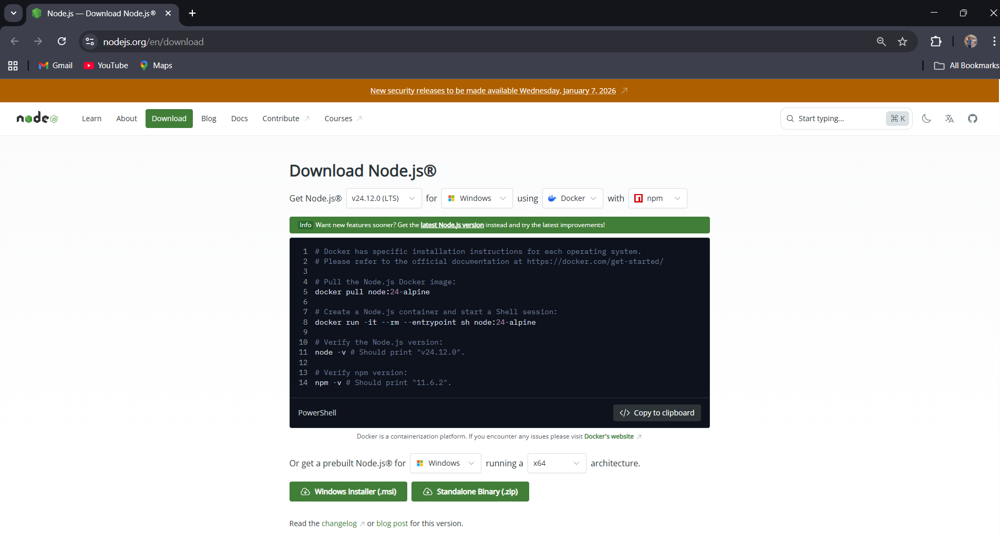 Node.js — Download Node.js®
nodejs.org/en/download
Gmail YouTube Maps All Bookmarks
New security releases to be made available Wednesday, January 7, 2026
node JS Learn About Download Blog Docs Contribute Courses Start typing... ⌘ K
Download Node.js®
Get Node.js® v24.12.0 (LTS) for Windows using Docker with npm
Info Want new features sooner? Get the latest Node.js version instead and try the latest improvements!
1 # Docker has specific installation instructions for each operating system.
2 # Please refer to the official documentation at https://docker.com/get-started/
3
4 # Pull the Node.js Docker image:
5 docker pull node:24-alpine
6
7 # Create a Node.js container and start a Shell session:
8 docker run -it --rm --entrypoint sh node:24-alpine
9
10 # Verify the Node.js version:
11 node -v # Should print "v24.12.0".
12
13 # Verify npm version:
14 npm -v # Should print "11.6.2".
PowerShell </> Copy to clipboard
Docker is a containerization platform. If you encounter any issues please visit Docker's website
Or get a prebuilt Node.js® for Windows running a x64 architecture.
Windows Installer (.msi) Standalone Binary (.zip)
Read the changelog or blog post for this version.